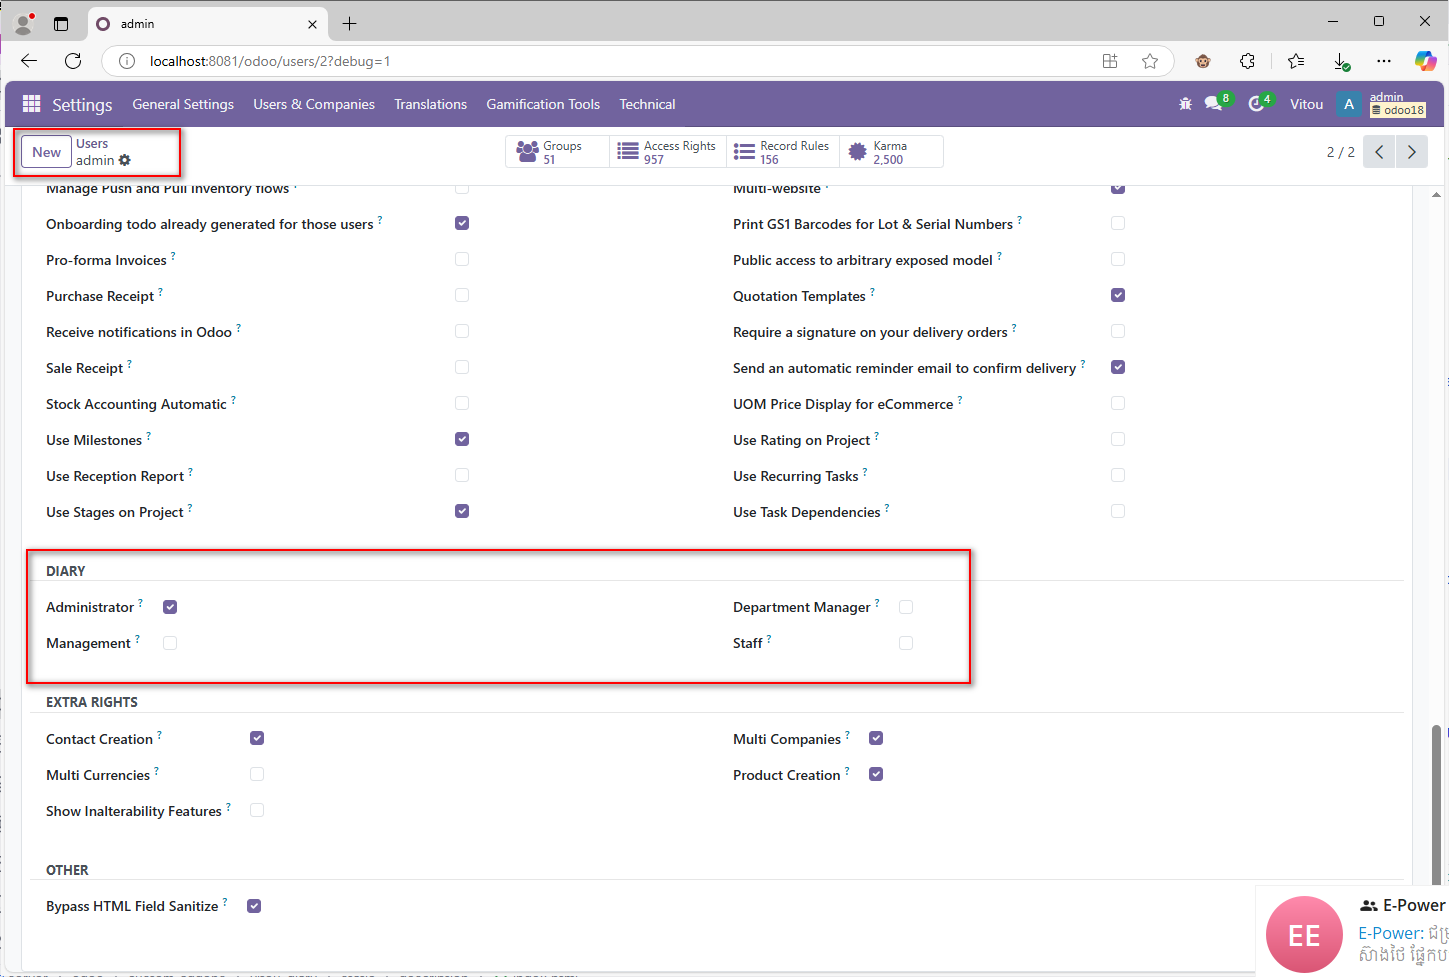 admin
localhost:8081/odoo/users/2?debug=1
Settings General Settings Users & Companies Translations Gamification Tools Technical 8 4 Vitou A admin odoo18
New Users admin Groups 51 Access Rights 957 Record Rules 156 Karma 2,500 2 / 2
Manage Push and Pull Inventory flows ? Multi-website ?
Onboarding todo already generated for those users ? Print GS1 Barcodes for Lot & Serial Numbers ?
Pro-forma Invoices ? Public access to arbitrary exposed model ?
Purchase Receipt ? Quotation Templates ?
Receive notifications in Odoo ? Require a signature on your delivery orders ?
Sale Receipt ? Send an automatic reminder email to confirm delivery ?
Stock Accounting Automatic ? UOM Price Display for eCommerce ?
Use Milestones ? Use Rating on Project ?
Use Reception Report ? Use Recurring Tasks ?
Use Stages on Project ? Use Task Dependencies ?
DIARY
Administrator ? Department Manager ?
Management ? Staff ?
EXTRA RIGHTS
Contact Creation ? Multi Companies ?
Multi Currencies ? Product Creation ?
Show Inalterability Features ?
OTHER
Bypass HTML Field Sanitize ?
EE E-Power
E-Power: